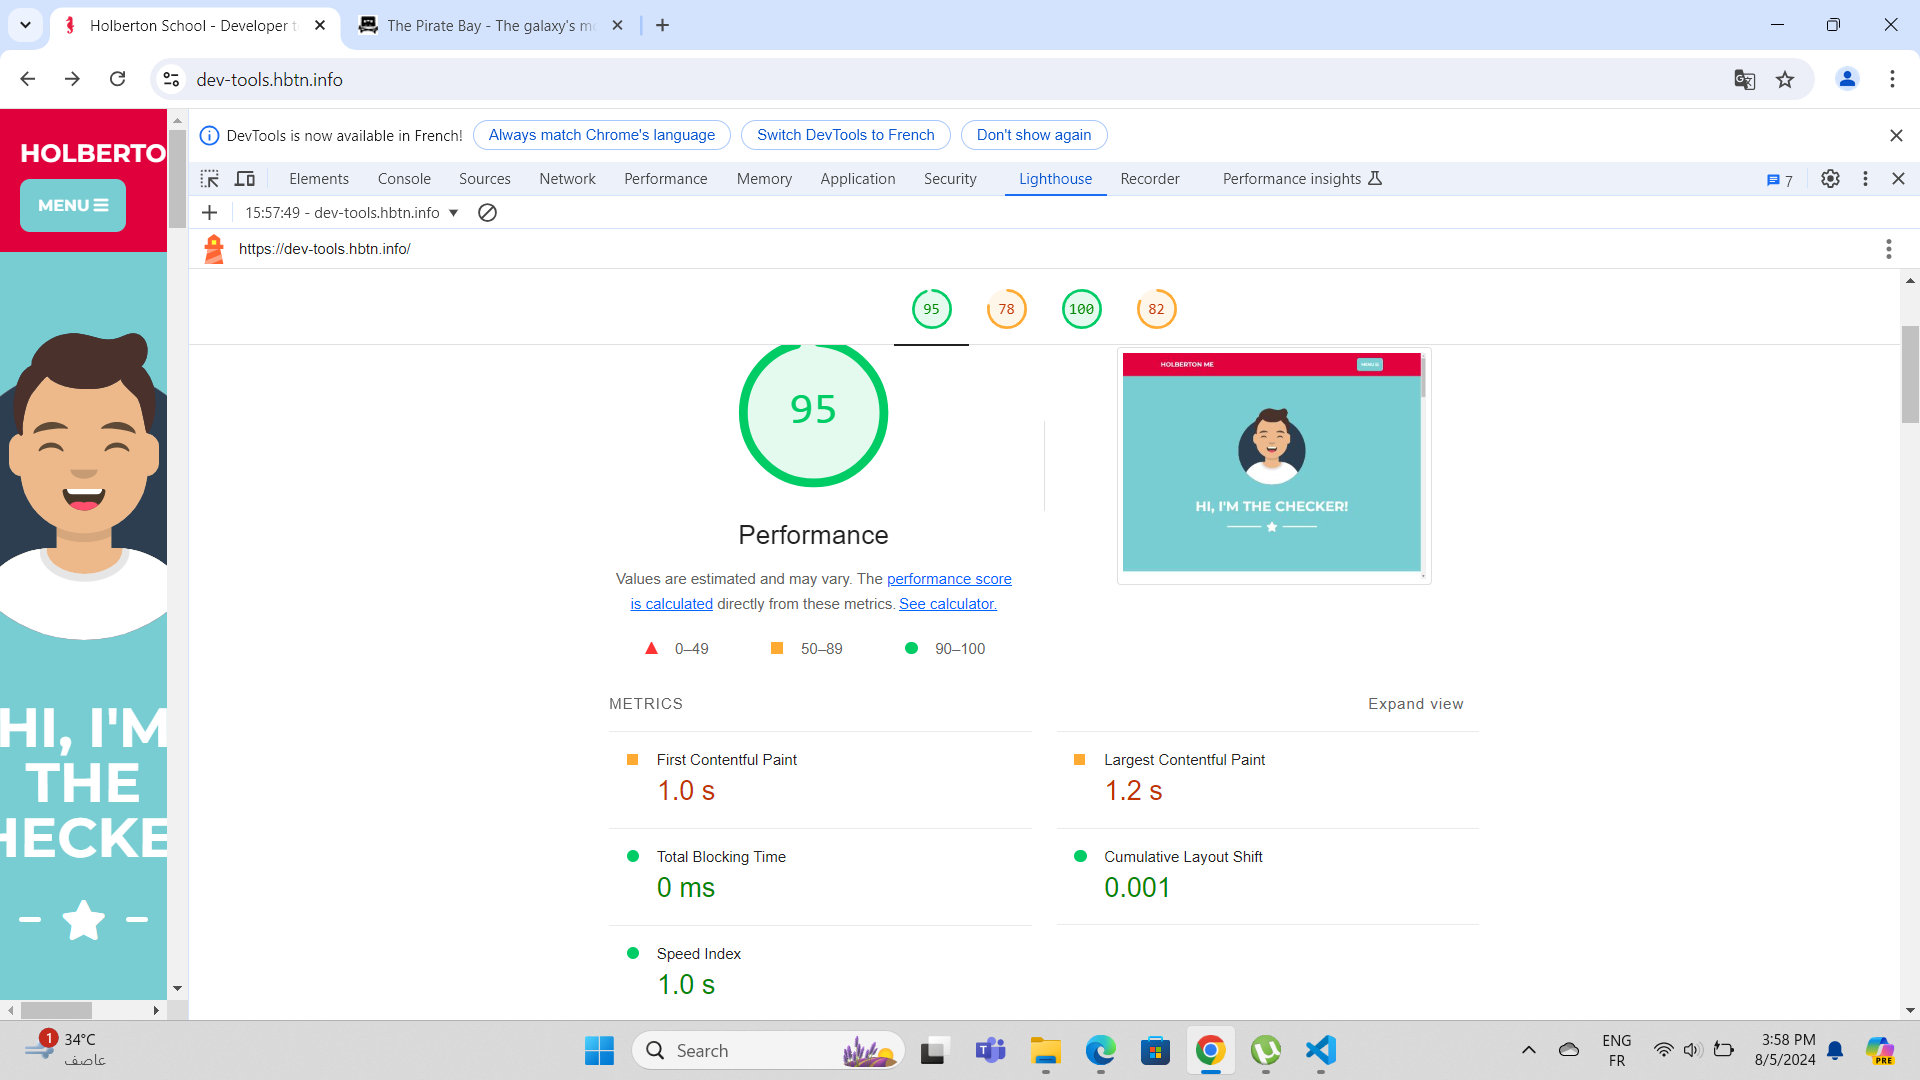 Holberton School - Developer t
The Pirate Bay - The galaxy's mo
dev-tools.hbtn.info
DevTools is now available in French!
Always match Chrome's language
Switch DevTools to French
Don't show again
Elements
Console
Sources
Network
Performance
Memory
Application
Security
Lighthouse
Recorder
Performance insights
7
15:57:49 - dev-tools.hbtn.info
https://dev-tools.hbtn.info/
95
78
100
82
HOLBERTO
MENU
HI, I'M
THE
HECKE
95
Performance
Values are estimated and may vary. The performance score
is calculated directly from these metrics. See calculator.
0–49
50–89
90–100
HOLBERTON ME
MENU
HI, I'M THE CHECKER!
METRICS
Expand view
First Contentful Paint
1.0 s
Largest Contentful Paint
1.2 s
Total Blocking Time
0 ms
Cumulative Layout Shift
0.001
Speed Index
1.0 s
1
34°C
عاصف
Search
ENG
FR
3:58 PM
8/5/2024
PRE